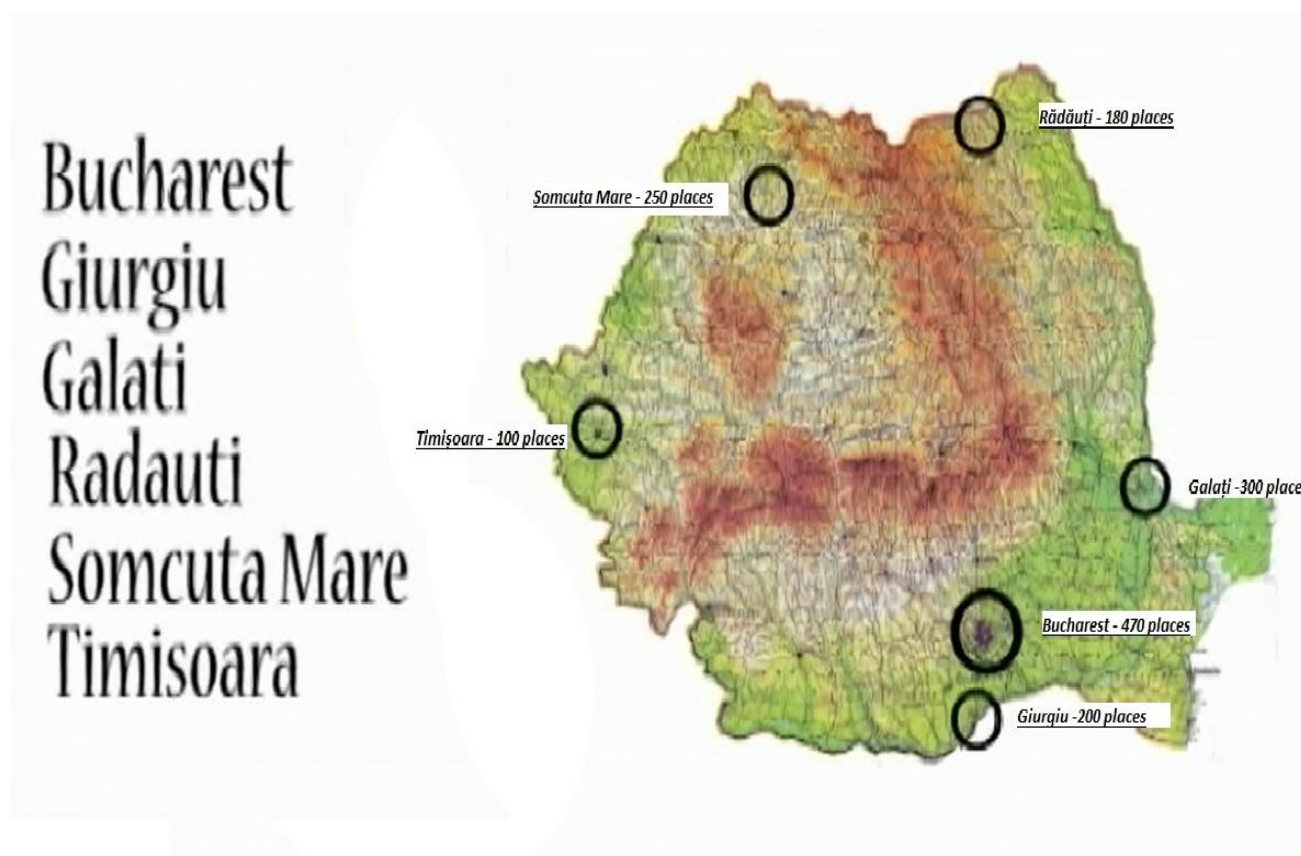 Bucharest
Giurgiu
Galati
Radauti
Somcuta Mare
Timisoara
Rădăuți - 180 places
Șomcuța Mare - 250 places
Timișoara - 100 places
Galați -300 place
Bucharest - 470 places
Giurgiu -200 places